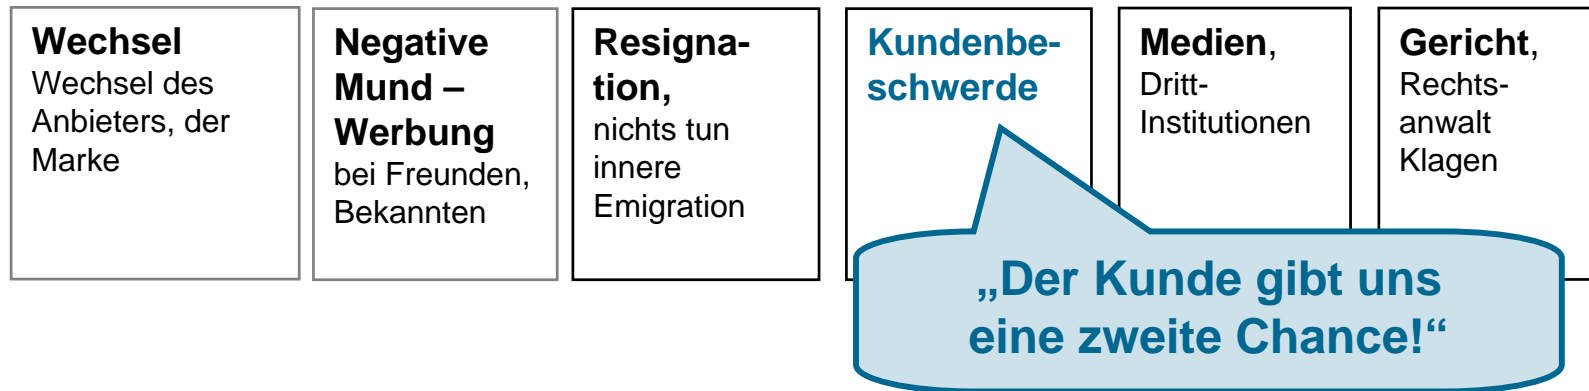 Wechsel
Wechsel des
Anbieters, der
Marke
Negative
Mund –
Werbung
bei Freunden,
Bekannten
Resigna-
tion,
nichts tun
innere
Emigration
Kundenbe-
schwerde
Medien,
Dritt-
Institutionen
Gericht,
Rechts-
anwalt
Klagen
„Der Kunde gibt uns
eine zweite Chance!“